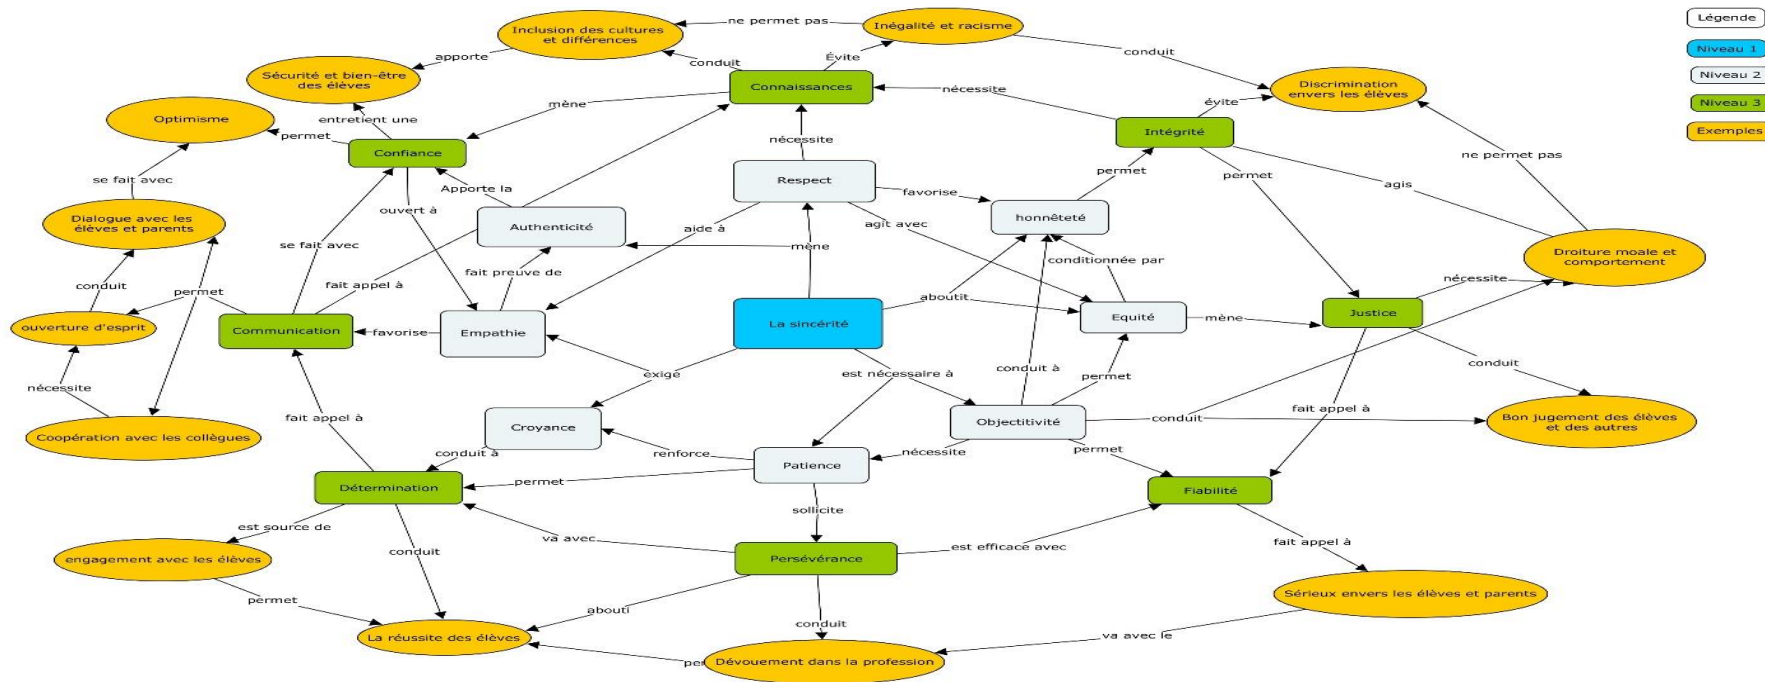 ne permet pas
Inclusion des cultures
et différences
Inégalité et racisme
Légende
Niveau 1
Niveau 2
Niveau 3
Exemples
conduit
apporte
Évite
conduit
Sécurité et bien-être
des élèves
Connaissances
nécessite
Discrimination
envers les élèves
mène
évite
Optimisme
entretient une
permet
Intégrité
nécessite
Confiance
ne permet pas
permet
permet
Respect
se fait avec
Apporte la
favorise
agis
ouvert à
Dialogue avec les
élèves et parents
Authenticité
honnêteté
agit avec
aide à
se fait avec
mène
Droiture moale et
comportement
conditionnée par
fait preuve de
fait appel à
conduit
nécessite
permet
aboutit
ouverture d'esprit
Communication
favorise
Empathie
La sincérité
Equité
mène
Justice
conduit à
conduit
exige
est nécessaire à
permet
nécessite
fait appel à
fait appel à
Coopération avec les collègues
Croyance
Objectitivité
conduit
Bon jugement des élèves
et des autres
conduit à
renforce
nécessite
permet
Patience
permet
Détermination
Fiabilité
sollicite
est source de
va avec
conduit
est efficace avec
fait appel à
engagement avec les élèves
Persévérance
permet
abouti
Sérieux envers les élèves et parents
conduit
La réussite des élèves
va avec le
Dévouement dans la profession